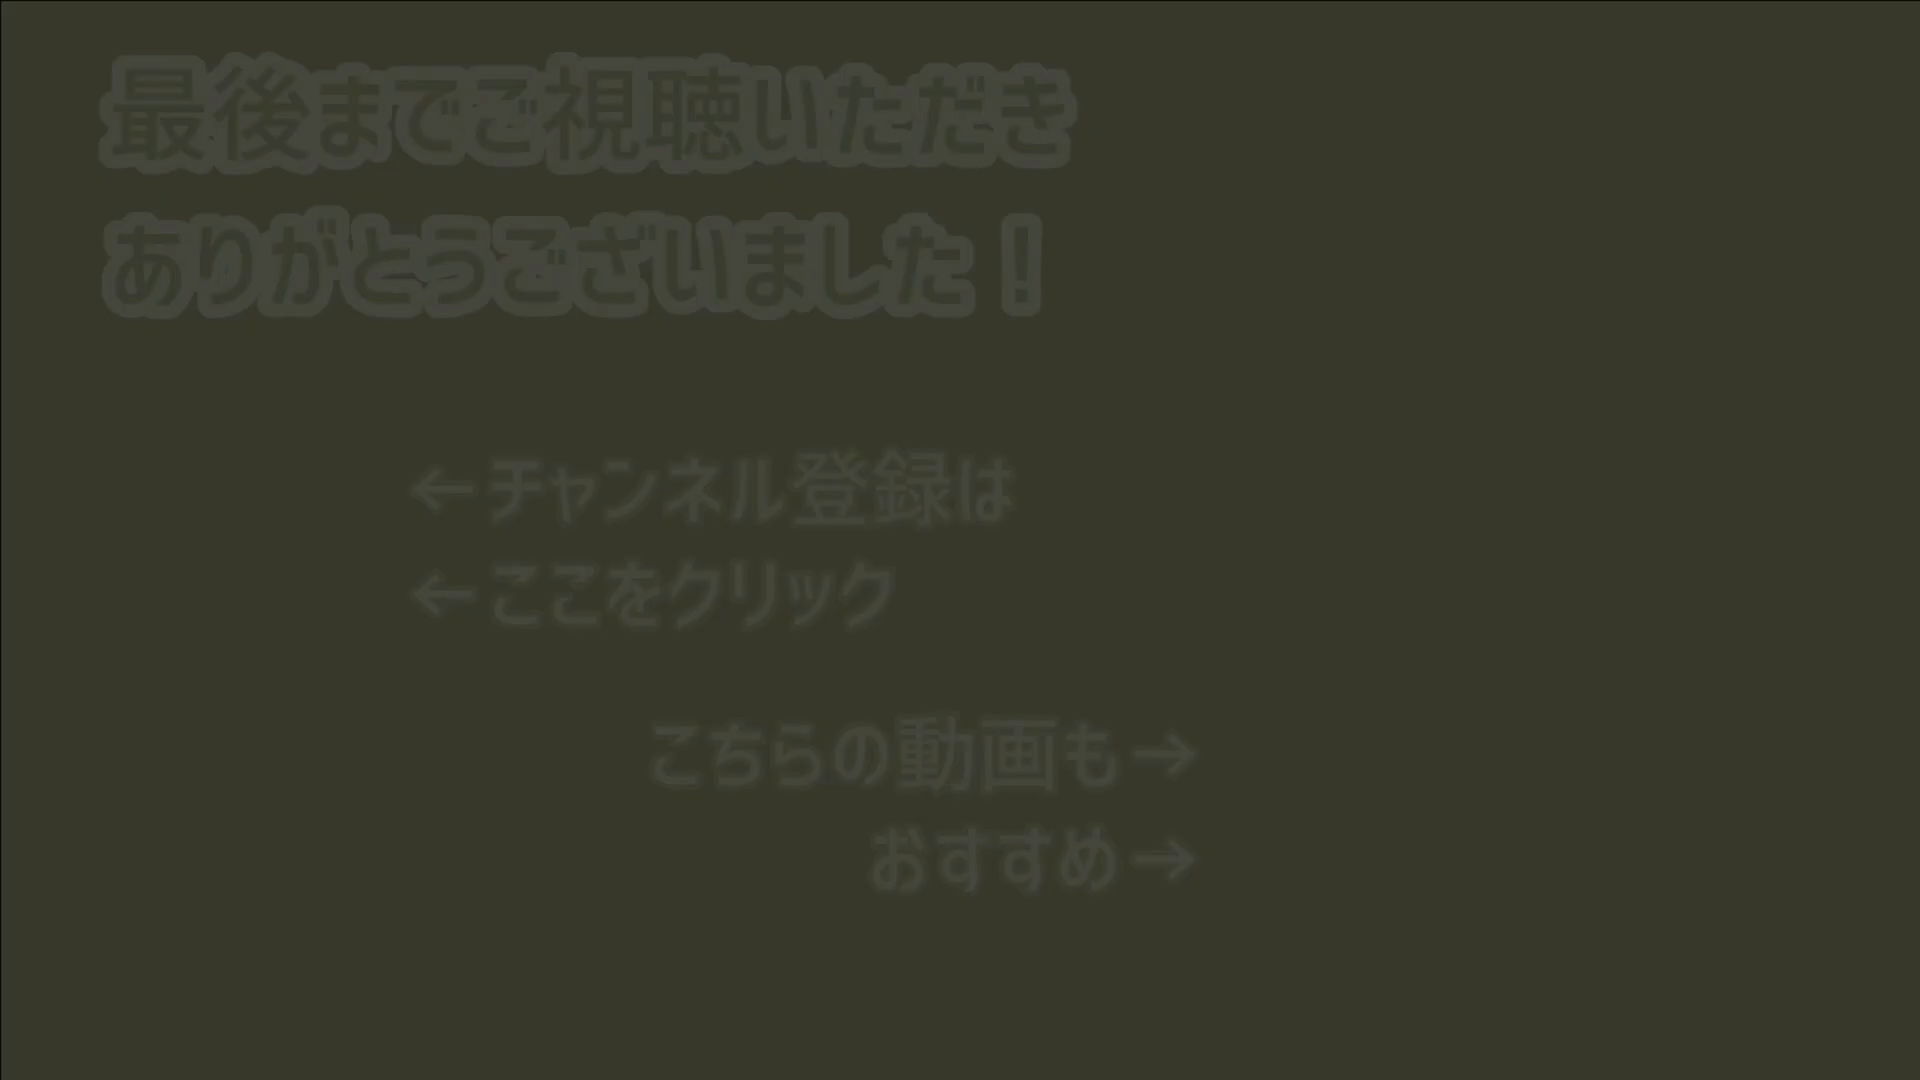 最後までご視聴いただき
ありがとうございました！
←チャンネル登録は
←ここをクリック
こちらの動画も→
おすすめ→